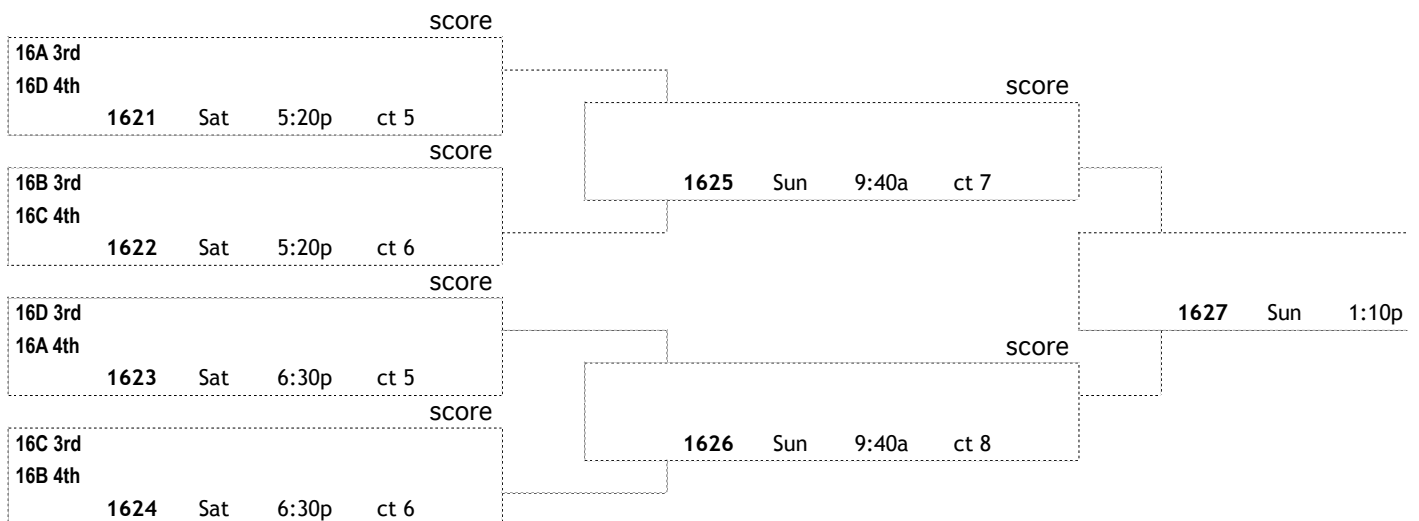 score
16A 3rd
16D 4th
1621 Sat 5:20p ct 5
score
16B 3rd
16C 4th
1622 Sat 5:20p ct 6
score
16D 3rd
16A 4th
1623 Sat 6:30p ct 5
score
16C 3rd
16B 4th
1624 Sat 6:30p ct 6
score
1625 Sun 9:40a ct 7
score
1626 Sun 9:40a ct 8
1627 Sun 1:10p